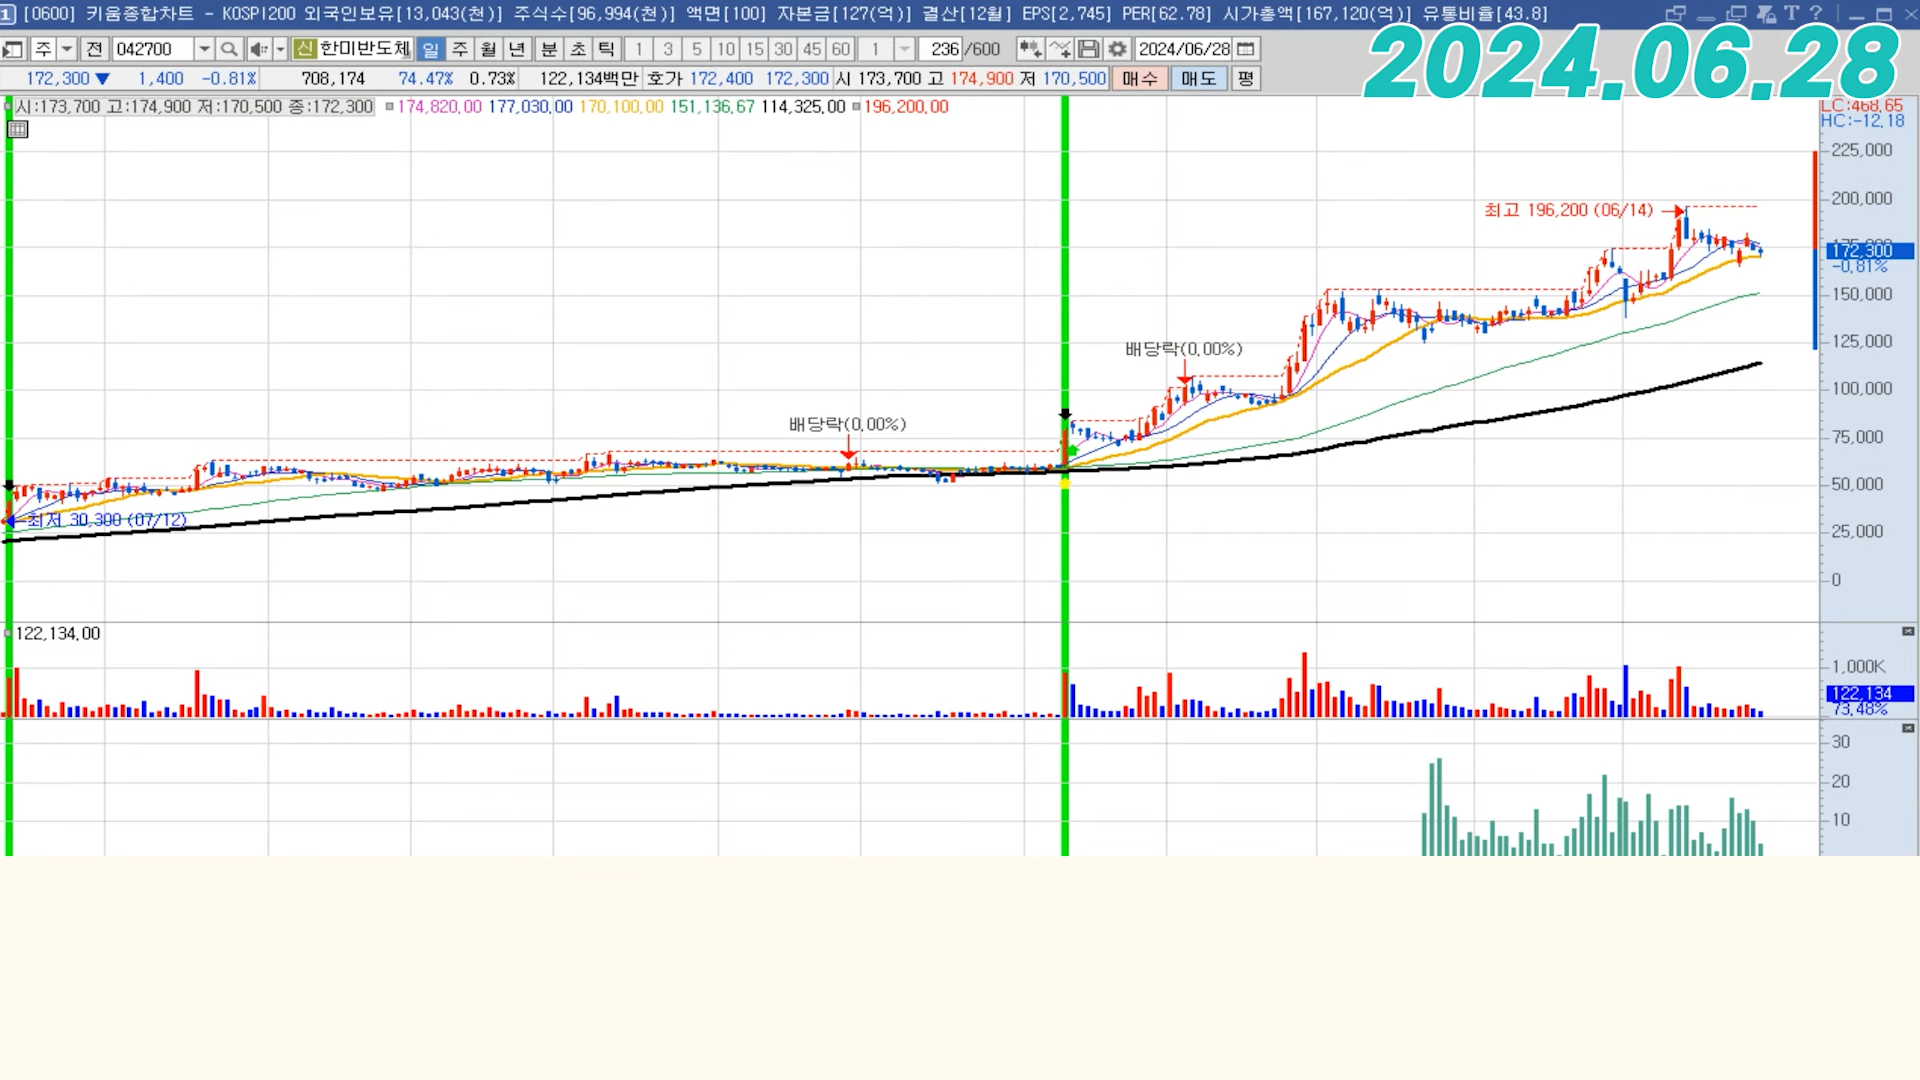 1 [0600] 키움종합차트 - KOSPI200 외국인보유[13,043(천)] 주식수[96,994(천)] 액면[100] 자본금[127(억)] 결산[12월] EPS[2,745] PER[62.78] 시가총액[167,120(억)] 유통비율[43.8]
2024.06.28
주 전 042700 신 한미반도체 일 주 월 년 분 초 틱 1 3 5 10 15 30 45 60 1 236 /600 2024/06/28
172,300 ▼ 1,400 -0.81% 708,174 74.47% 0.73% 122,134백만 호가 172,400 172,300 시 173,700 고 174,900 저 170,500 매수 매도 평
시:173,700 고:174,900 저:170,500 종:172,300 174,820.00 177,030.00 170,100.00 151,136.67 114,325.00 196,200.00
LC:468.65
HC:-12.18
225,000
최고 196,200 (06/14)
200,000
172,300
-0.81%
150,000
배당락(0.00%)
125,000
100,000
배당락(0.00%)
75,000
50,000
최저 30,300 (07/12)
25,000
0
122,134.00
1,000K
122,134
73.48%
30
20
10